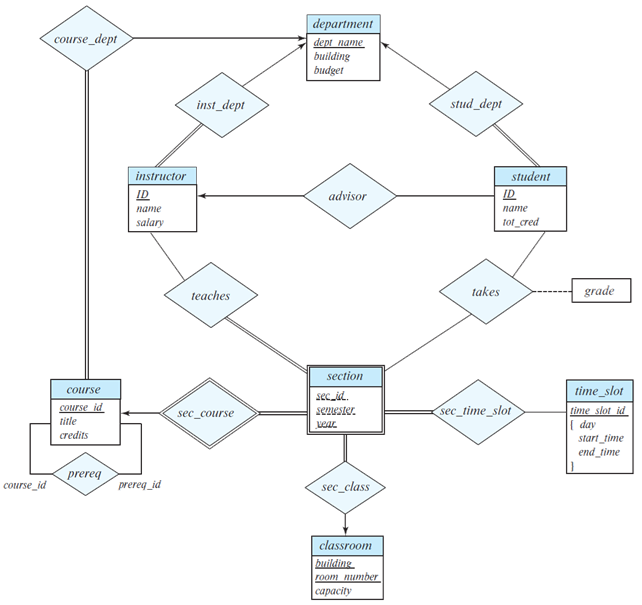 department
course_dept
dept_name
building
budget
inst_dept
stud_dept
instructor
ID
name
salary
advisor
student
ID
name
tot_cred
teaches
takes
grade
course
course_id
title
credits
sec_course
section
sec_id
semester
year
sec_time_slot
time_slot
time_slot_id
{ day
start_time
end_time
}
prereq
course_id
prereq_id
sec_class
classroom
building
room_number
capacity